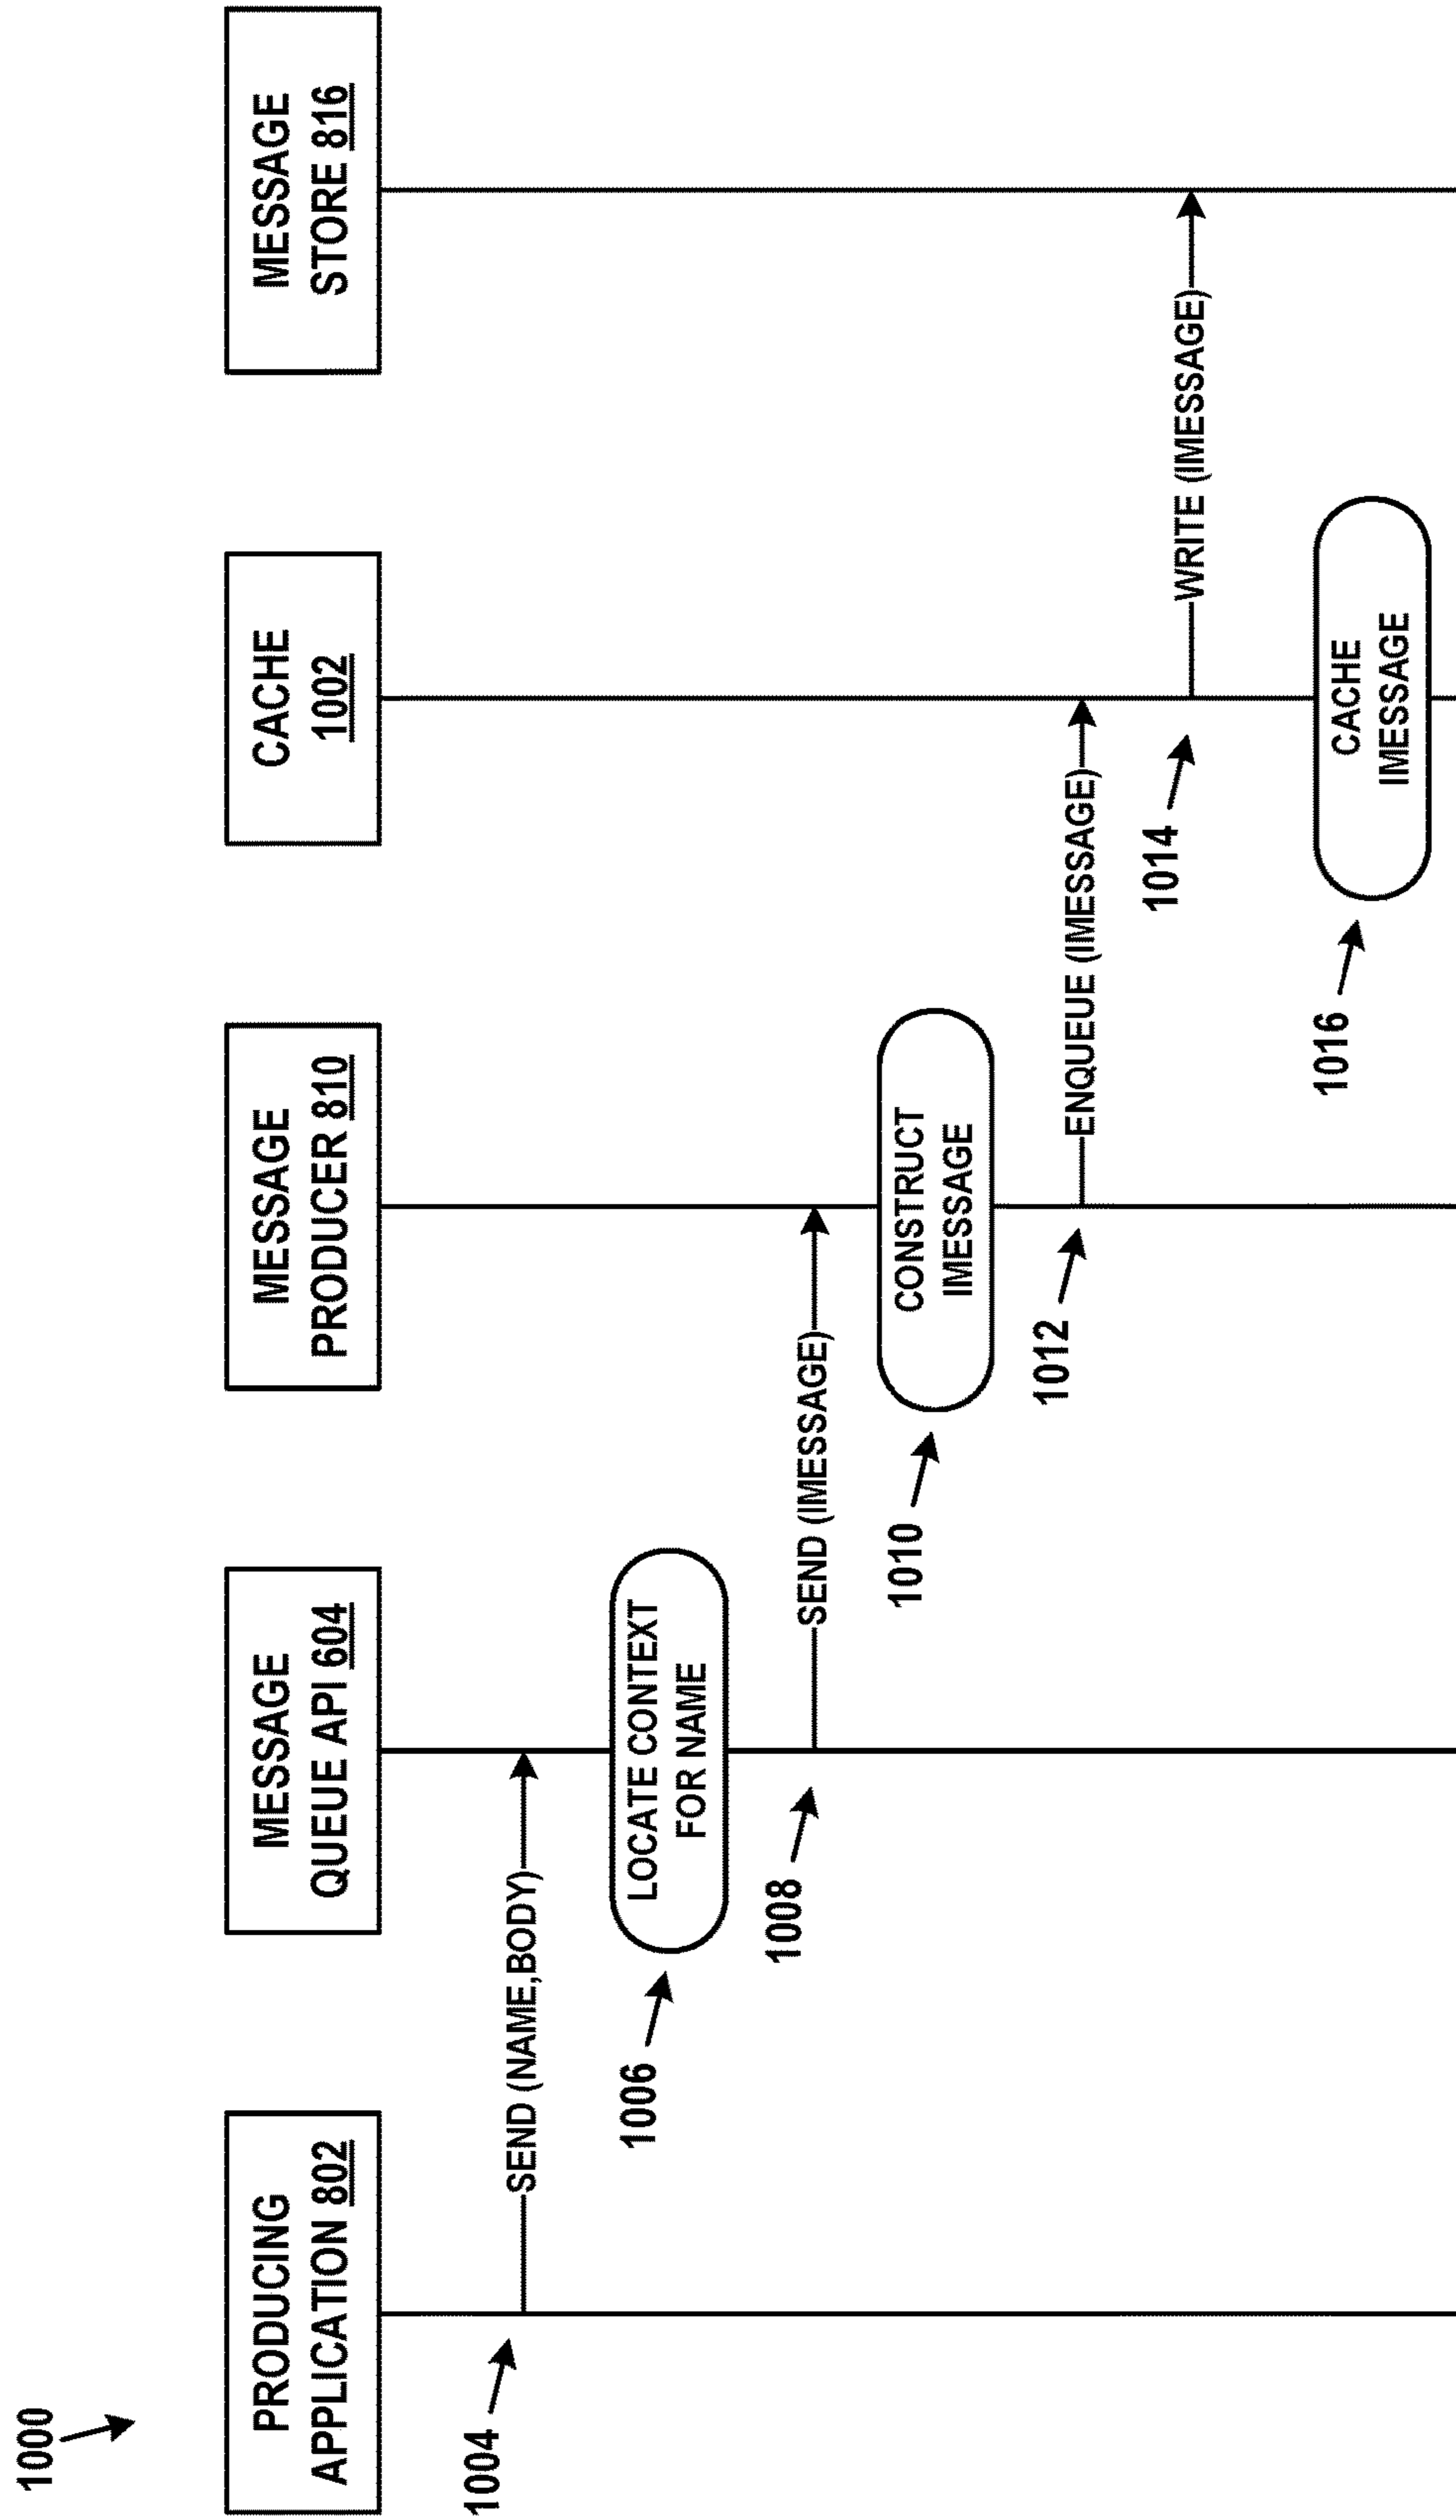 1000
PRODUCING
APPLICATION 802
MESSAGE
QUEUE API 604
MESSAGE
PRODUCER 810
CACHE
1002
MESSAGE
STORE 816
1004
SEND (NAME,BODY)
1006
LOCATE CONTEXT
FOR NAME
1008
SEND (IMESSAGE)
1010
CONSTRUCT
IMESSAGE
1012
ENQUEUE (IMESSAGE)
1014
WRITE (IMESSAGE)
1016
CACHE
IMESSAGE